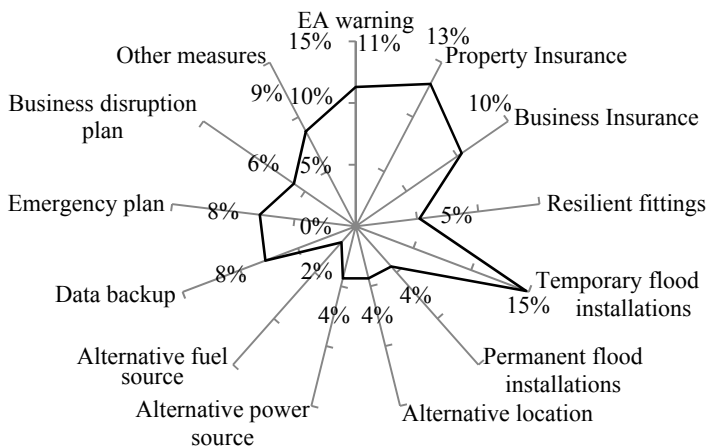 EA warning
15%
11%
13%
Other measures
Property Insurance
9%
10%
10%
Business disruption
plan
Business Insurance
6%
5%
Emergency plan
8%
5%
Resilient fittings
0%
8%
2%
Data backup
4%
15%
Temporary flood
installations
4%
4%
Alternative fuel
source
Permanent flood
installations
Alternative power
source
Alternative location